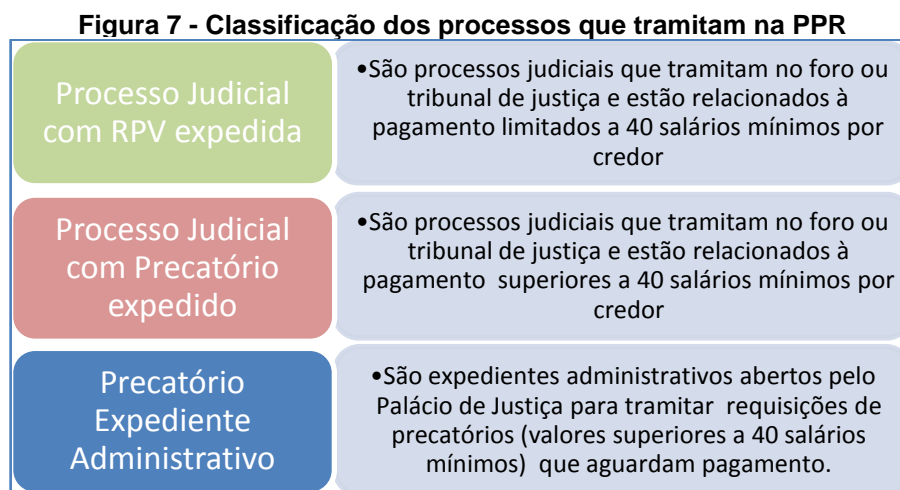 Figura 7 - Classificação dos processos que tramitam na PPR
Processo Judicial
com RPV expedida
•São processos judiciais que tramitam no foro ou
tribunal de justiça e estão relacionados à
pagamento limitados a 40 salários mínimos por
credor
Processo Judicial
com Precatório
expedido
•São processos judiciais que tramitam no foro ou
tribunal de justiça e estão relacionados à
pagamento superiores a 40 salários mínimos por
credor
Precatório
Expediente
Administrativo
•São expedientes administrativos abertos pelo
Palácio de Justiça para tramitar requisições de
precatórios (valores superiores a 40 salários
mínimos) que aguardam pagamento.